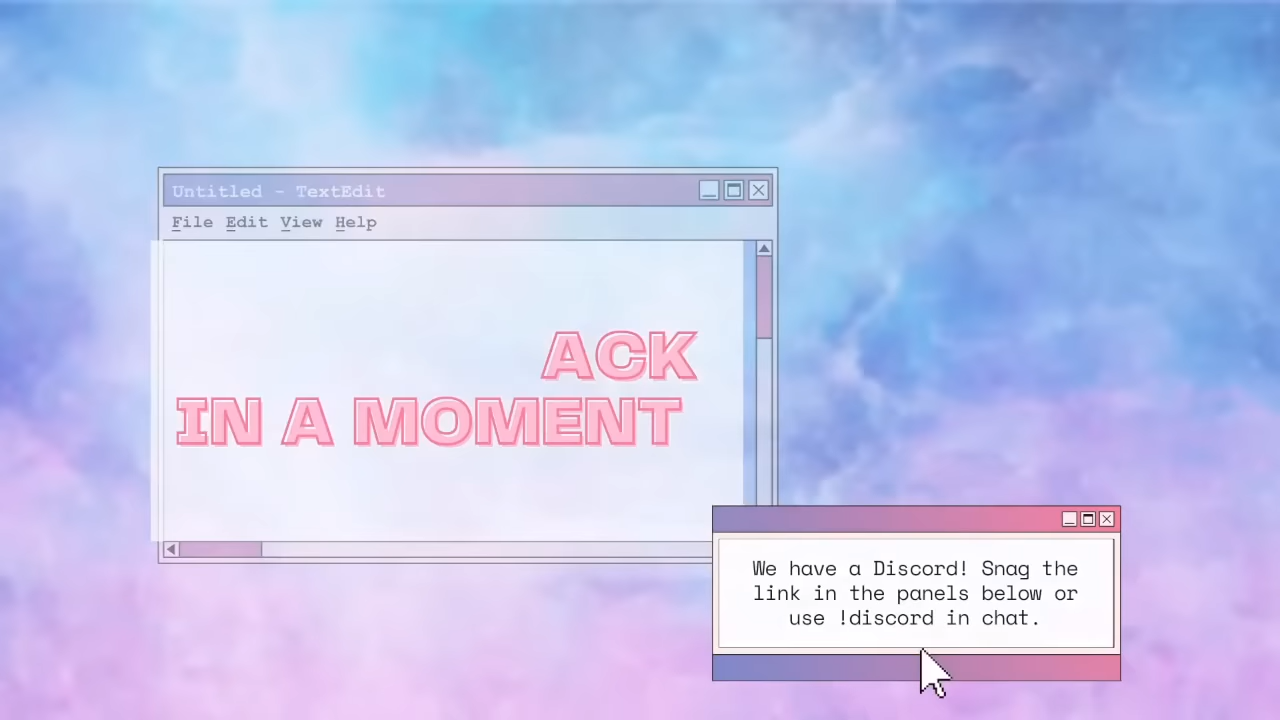 Untitled - TextEdit
File Edit View Help
ACK
IN A MOMENT
We have a Discord! Snag the
link in the panels below or
use !discord in chat.